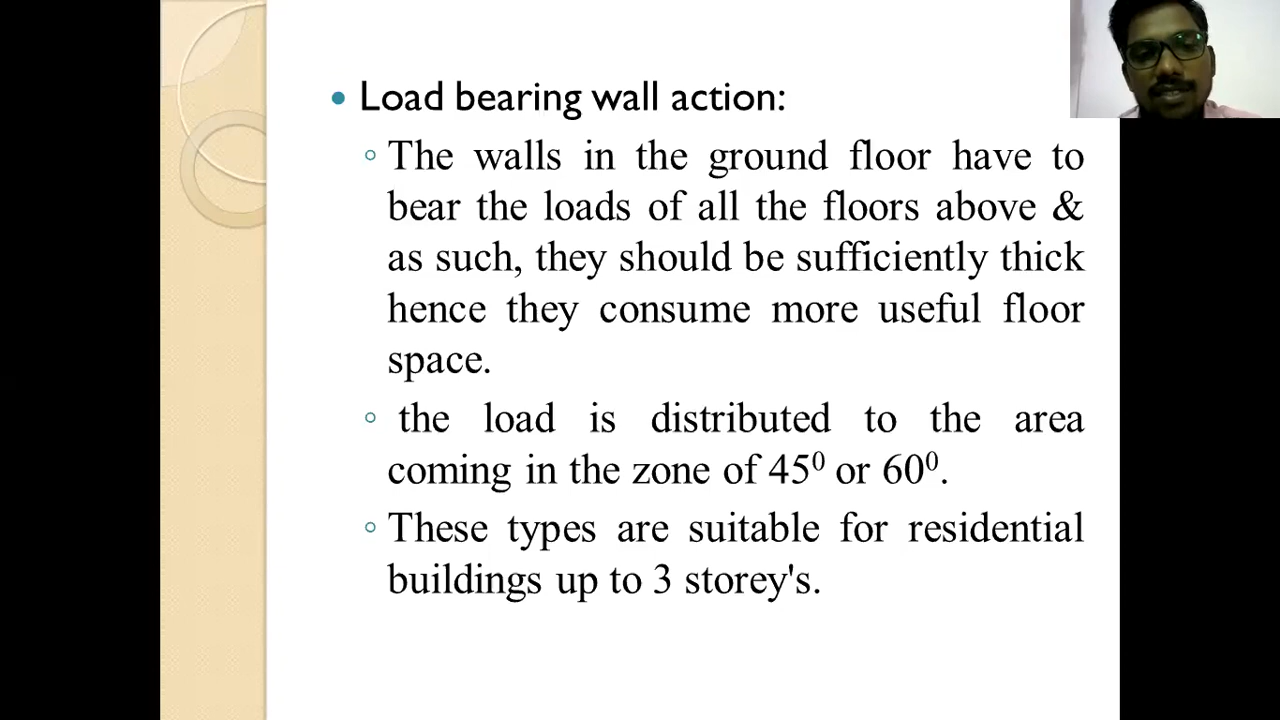 Load bearing wall action:
The walls in the ground floor have to
bear the loads of all the floors above &
as such, they should be sufficiently thick
hence they consume more useful floor
space.
the load is distributed to the area
coming in the zone of 45⁰ or 60⁰.
These types are suitable for residential
buildings up to 3 storey's.